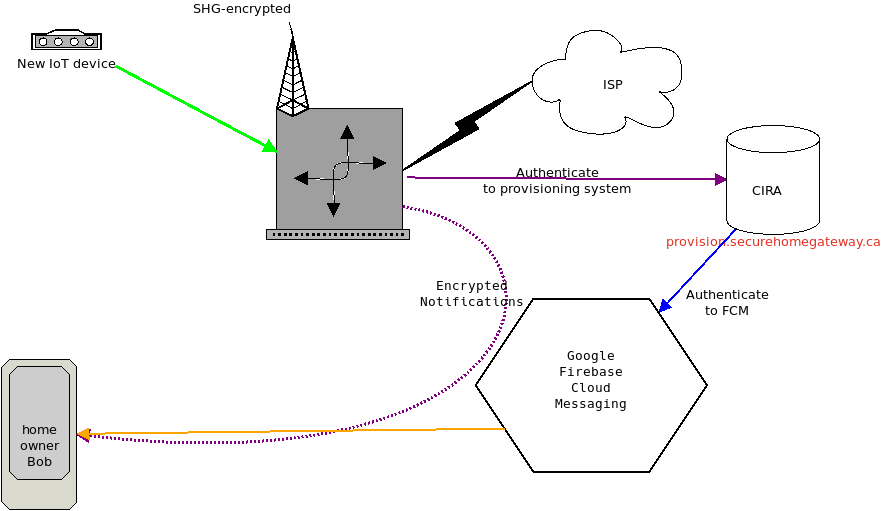 SHG-encrypted
New IoT device
ISP
Authenticate
to provisioning system
CIRA
provision.securehomegateway.ca
Encrypted
Notifications
Authenticate
to FCM
Google
Firebase
Cloud
Messaging
home
owner
Bob